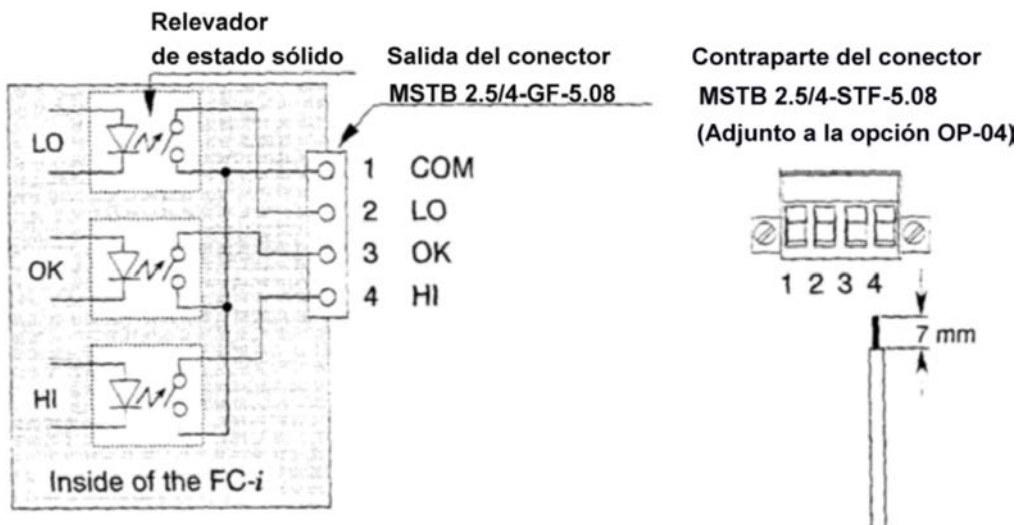 Relevador
de estado sólido
Salida del conector
MSTB 2.5/4-GF-5.08
Contraparte del conector
MSTB 2.5/4-STF-5.08
(Adjunto a la opción OP-04)
LO
OK
HI
1 COM
2 LO
3 OK
4 HI
Inside of the FC-i
1 2 3 4
7 mm